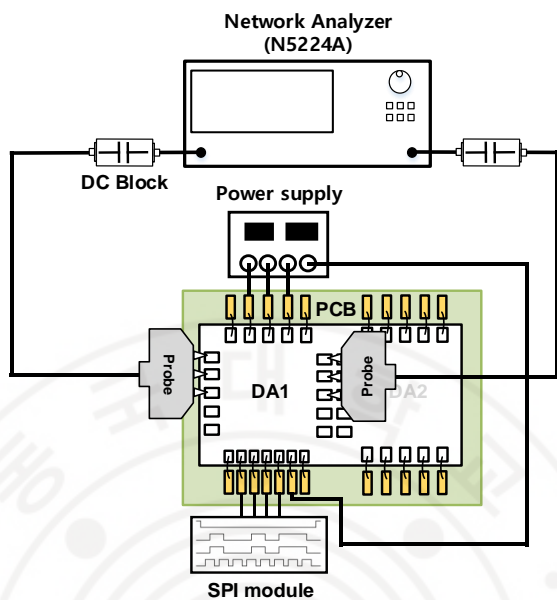 Network Analyzer
(N5224A)
DC Block
Power supply
PCB
Probe
DA1
Probe
DA2
SPI module